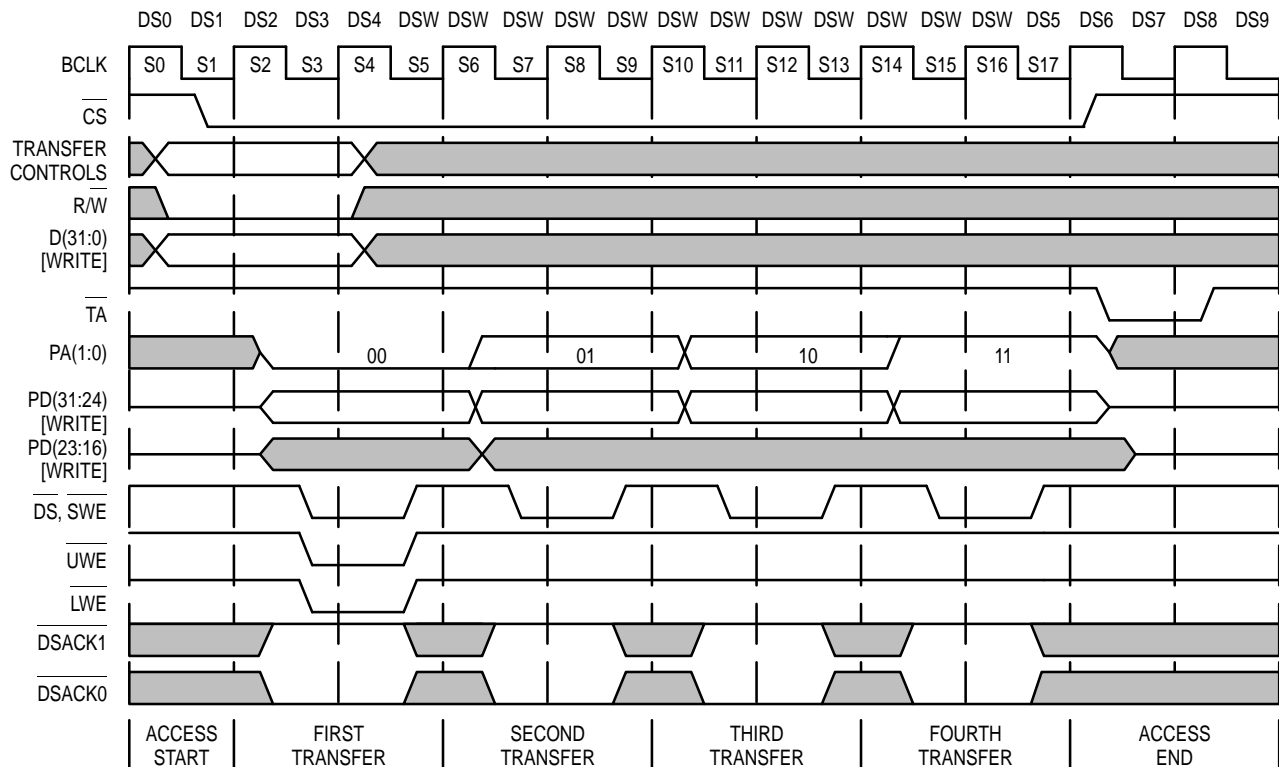 DS0 DS1 DS2 DS3 DS4 DSW DSW DSW DSW DSW DSW DSW DSW DSW DSW DSW DSW DS5 DS6 DS7 DS8 DS9
BCLK S0 S1 S2 S3 S4 S5 S6 S7 S8 S9 S10 S11 S12 S13 S14 S15 S16 S17
CS
TRANSFER
CONTROLS
R/W
D(31:0)
[WRITE]
TA
PA(1:0) 00 01 10 11
PD(31:24)
[WRITE]
PD(23:16)
[WRITE]
DS, SWE
UWE
LWE
DSACK1
DSACK0
ACCESS
START
FIRST
TRANSFER
SECOND
TRANSFER
THIRD
TRANSFER
FOURTH
TRANSFER
ACCESS
END